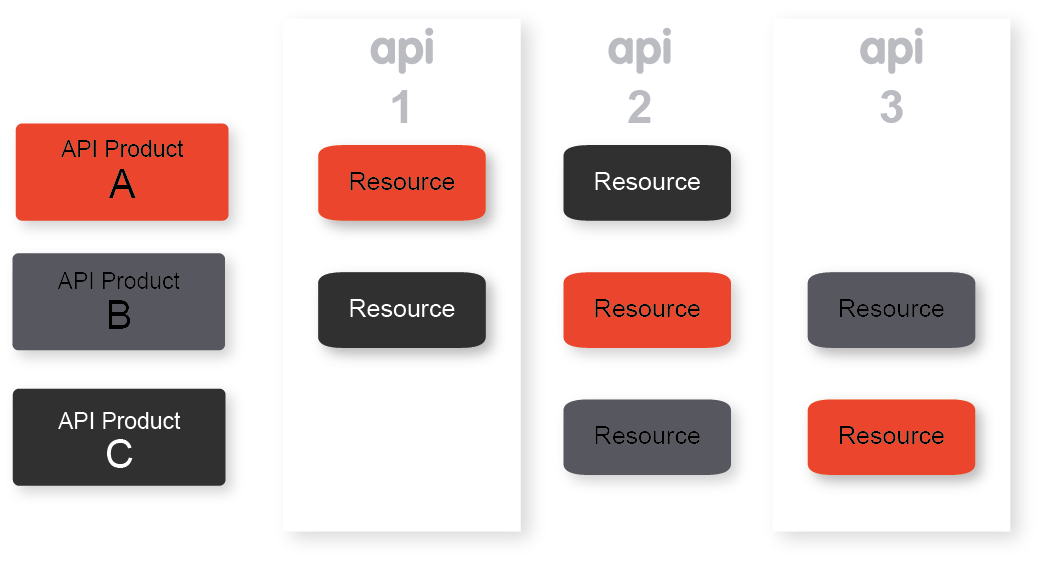 api
1
api
2
api
3
API Product
A
Resource
Resource
API Product
B
Resource
Resource
Resource
API Product
C
Resource
Resource